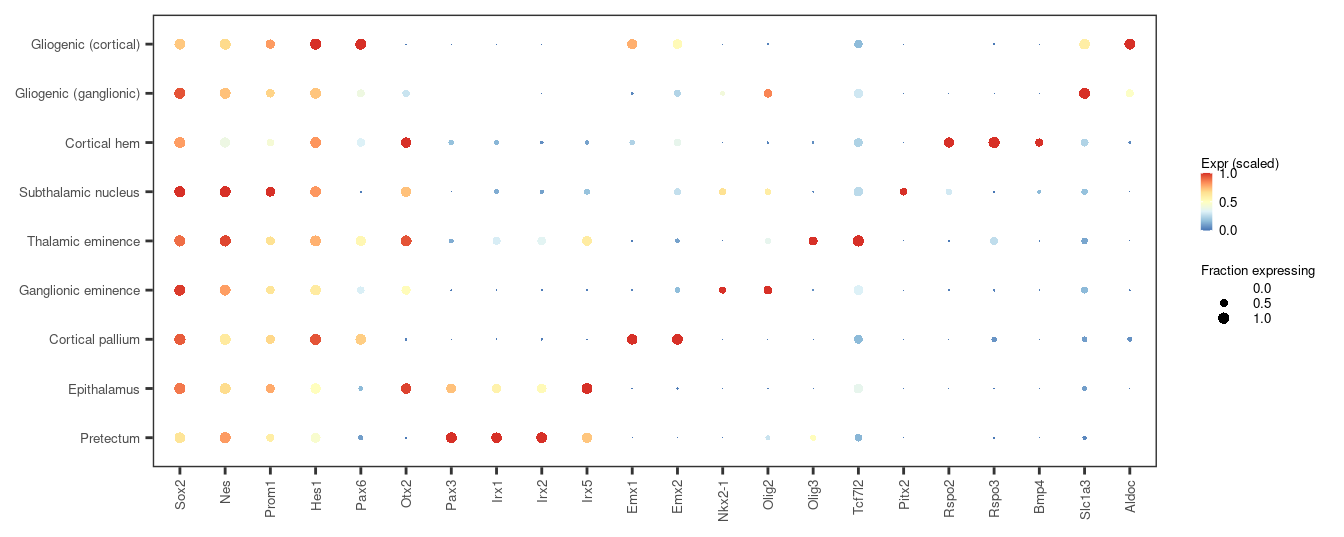 Gliogenic (cortical)
Gliogenic (ganglionic)
Cortical hem
Subthalamic nucleus
Thalamic eminence
Ganglionic eminence
Cortical pallium
Epithalamus
Pretectum
Sox2
Nes
Prom1
Hes1
Pax6
Otx2
Pax3
Irx1
Irx2
Irx5
Emx1
Emx2
Nkx2-1
Olig2
Olig3
Tcf7l2
Pitx2
Rspo2
Rspo3
Bmp4
Slc1a3
Aldoc
Expr (scaled)
1.0
0.5
0.0
Fraction expressing
0.0
0.5
1.0